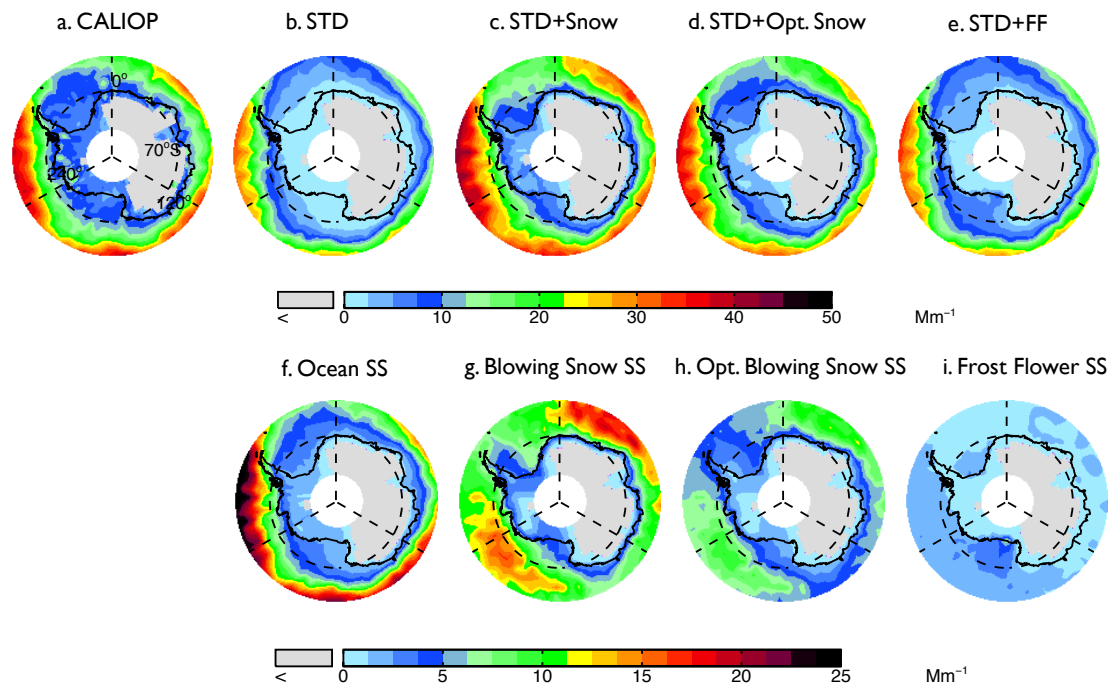 a. CALIOP b. STD c. STD+Snow d. STD+Opt. Snow e. STD+FF
0°
70°S
240°
120°
< 0 10 20 30 40 50 Mm⁻¹
f. Ocean SS g. Blowing Snow SS h. Opt. Blowing Snow SS i. Frost Flower SS
< 0 5 10 15 20 25 Mm⁻¹